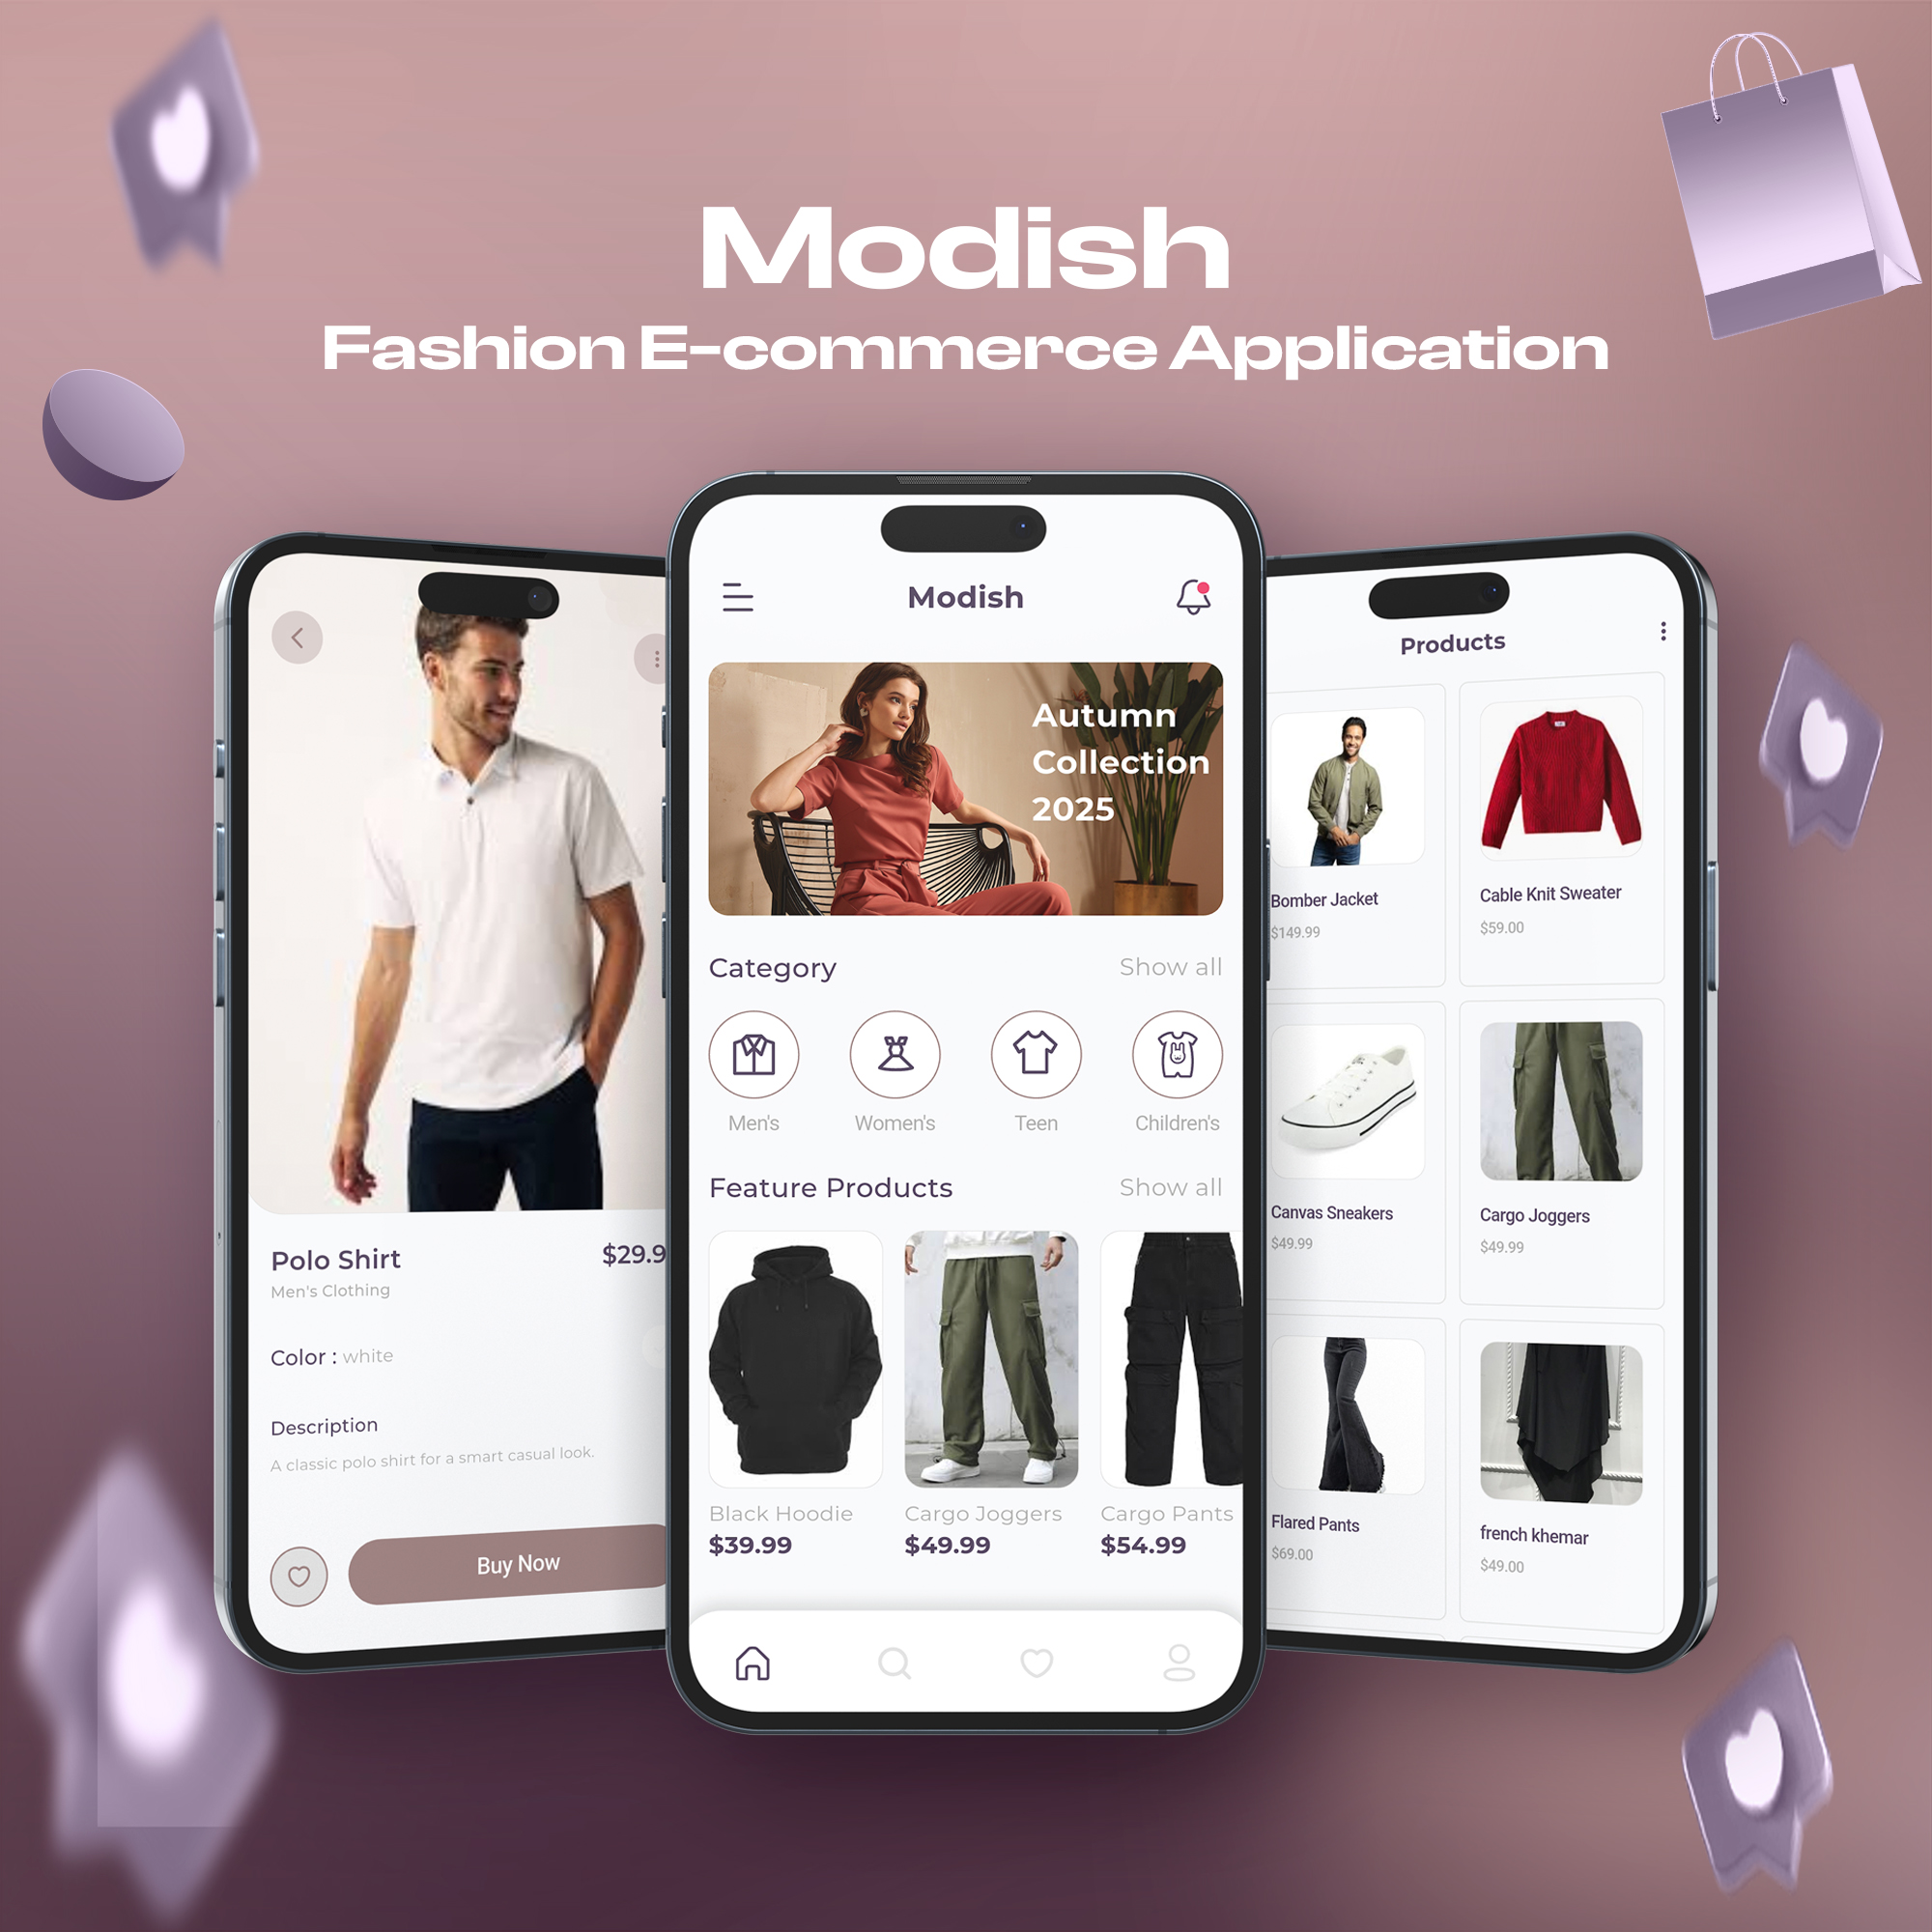 Modish
Fashion E-commerce Application
Polo Shirt
$29.9
Men's Clothing
Color : white
Description
A classic polo shirt for a smart casual look.
Buy Now
Modish
Autumn
Collection
2025
Category
Show all
Men's
Women's
Teen
Children's
Feature Products
Show all
Black Hoodie
$39.99
Cargo Joggers
$49.99
Cargo Pants
$54.99
Products
Bomber Jacket
$149.99
Cable Knit Sweater
$59.00
Canvas Sneakers
$49.99
Cargo Joggers
$49.99
Flared Pants
$69.00
french khemar
$49.00